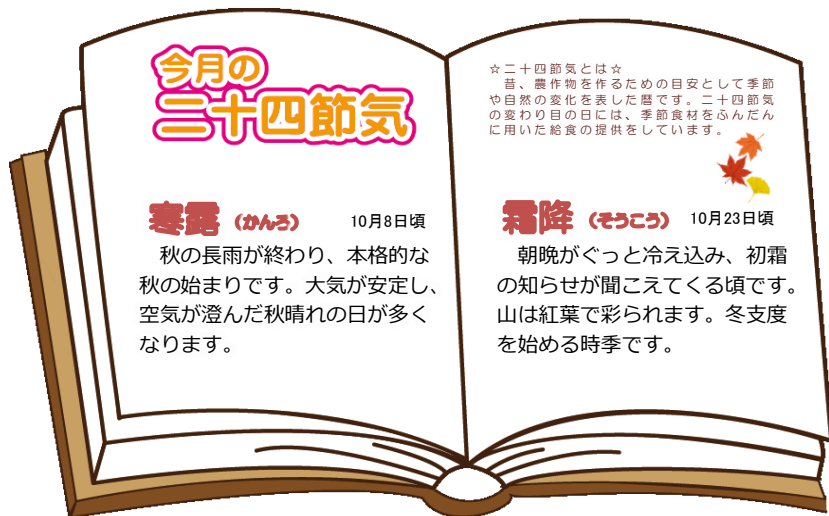 今月の
二十四節気
寒露（かんろ） 10月8日頃
　秋の長雨が終わり、本格的な
秋の始まりです。大気が安定し、
空気が澄んだ秋晴れの日が多く
なります。
☆二十四節気とは☆
　昔、農作物を作るための目安として季節
や自然の変化を表した暦です。二十四節気
の変わり目の日には、季節食材をふんだん
に用いた給食の提供をしています。
霜降（そうこう） 10月23日頃
　朝晩がぐっと冷え込み、初霜
の知らせが聞こえてくる頃です。
山は紅葉で彩られます。冬支度
を始める時季です。